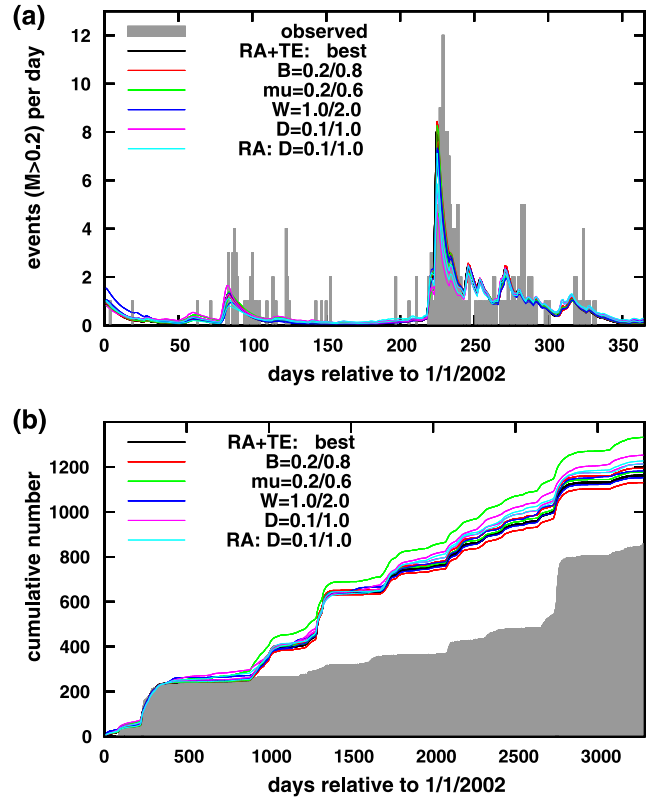 (a)
observed
RA+TE: best
B=0.2/0.8
mu=0.2/0.6
W=1.0/2.0
D=0.1/1.0
RA: D=0.1/1.0
events (M>0.2) per day
12
10
8
6
4
2
0
0 50 100 150 200 250 300 350
days relative to 1/1/2002
(b)
RA+TE: best
B=0.2/0.8
mu=0.2/0.6
W=1.0/2.0
D=0.1/1.0
RA: D=0.1/1.0
cumulative number
1200
1000
800
600
400
200
0
0 500 1000 1500 2000 2500 3000
days relative to 1/1/2002